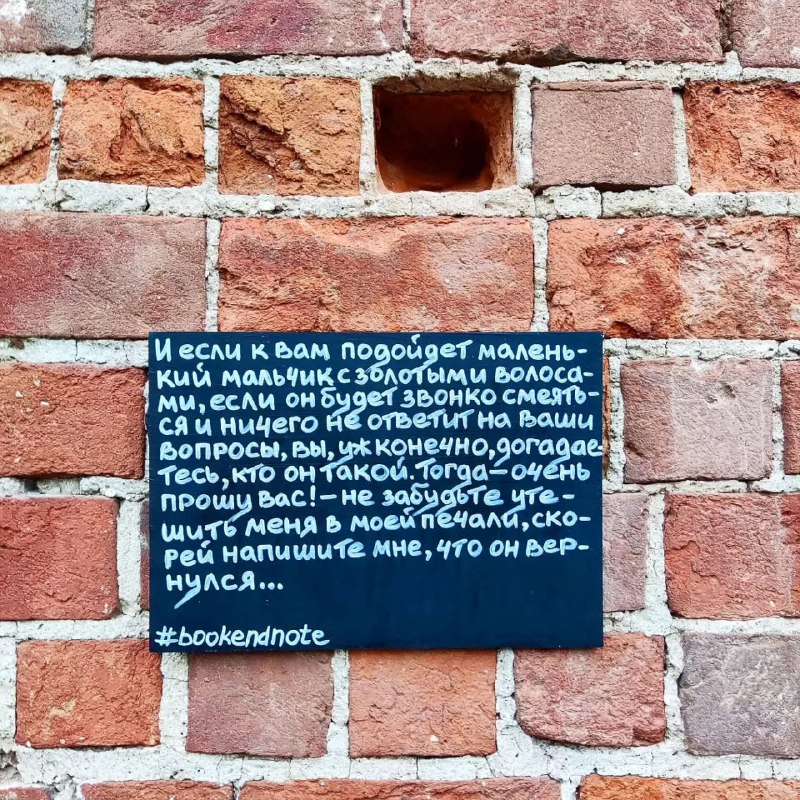 И если к вам подойдет малень-
кий мальчик с золотыми волоса-
ми, если он будет звонко смеять-
ся и ничего не ответит на ваши
вопросы, вы, уж конечно, догадае-
тесь, кто он такой. Тогда – очень
прошу вас! – не забудьте уте-
шить меня в моей печали, ско-
рей напишите мне, что он вер-
нулся...
#bookendnote